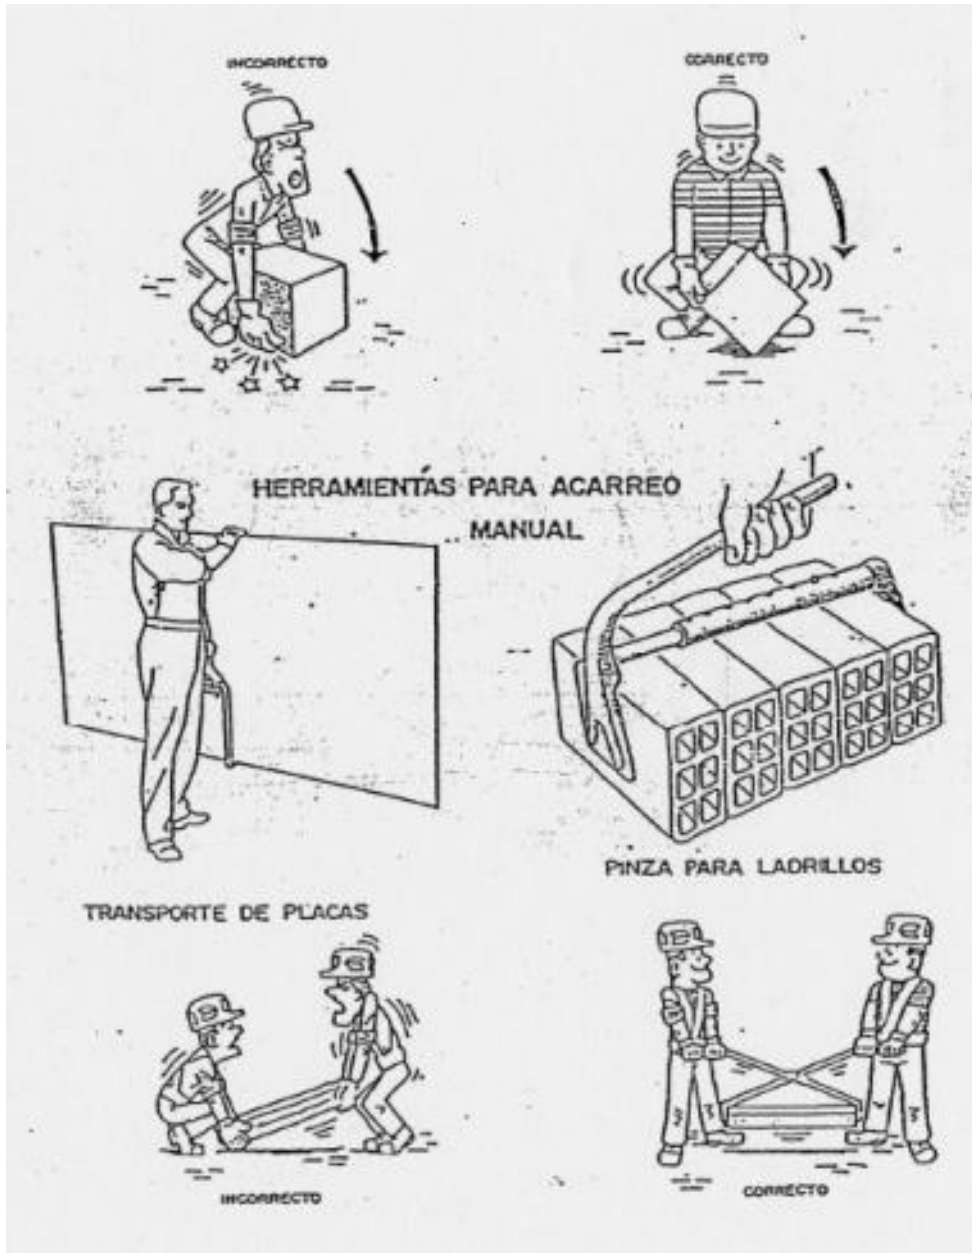 INCORRECTO
CORRECTO
HERRAMIENTAS PARA ACARREO
MANUAL
PINZA PARA LADRILLOS
TRANSPORTE DE PLACAS
INCORRECTO
CORRECTO